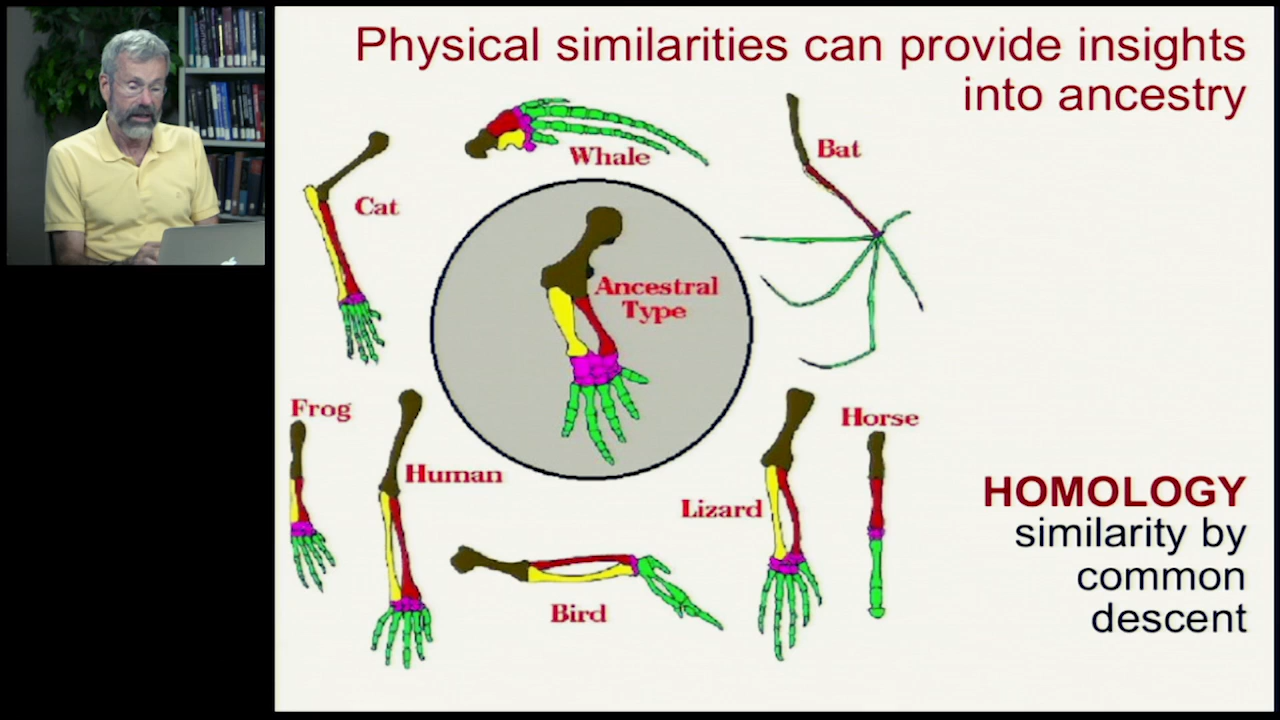 Physical similarities can provide insights
into ancestry
Whale
Bat
Cat
Ancestral
Type
Frog
Horse
Human
Lizard
Bird
HOMOLOGY
similarity by
common
descent